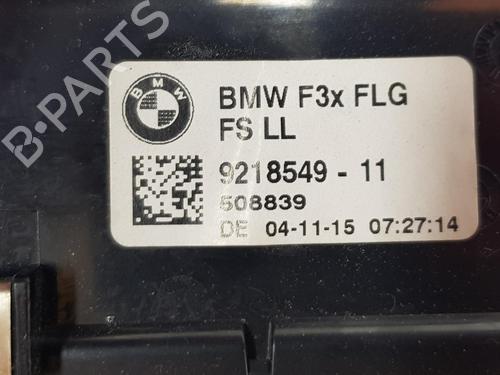 BMW
BMW F3x FLG
FS LL
9218549 - 11
508839
DE 04-11-15 07:27:14
B-PARTS